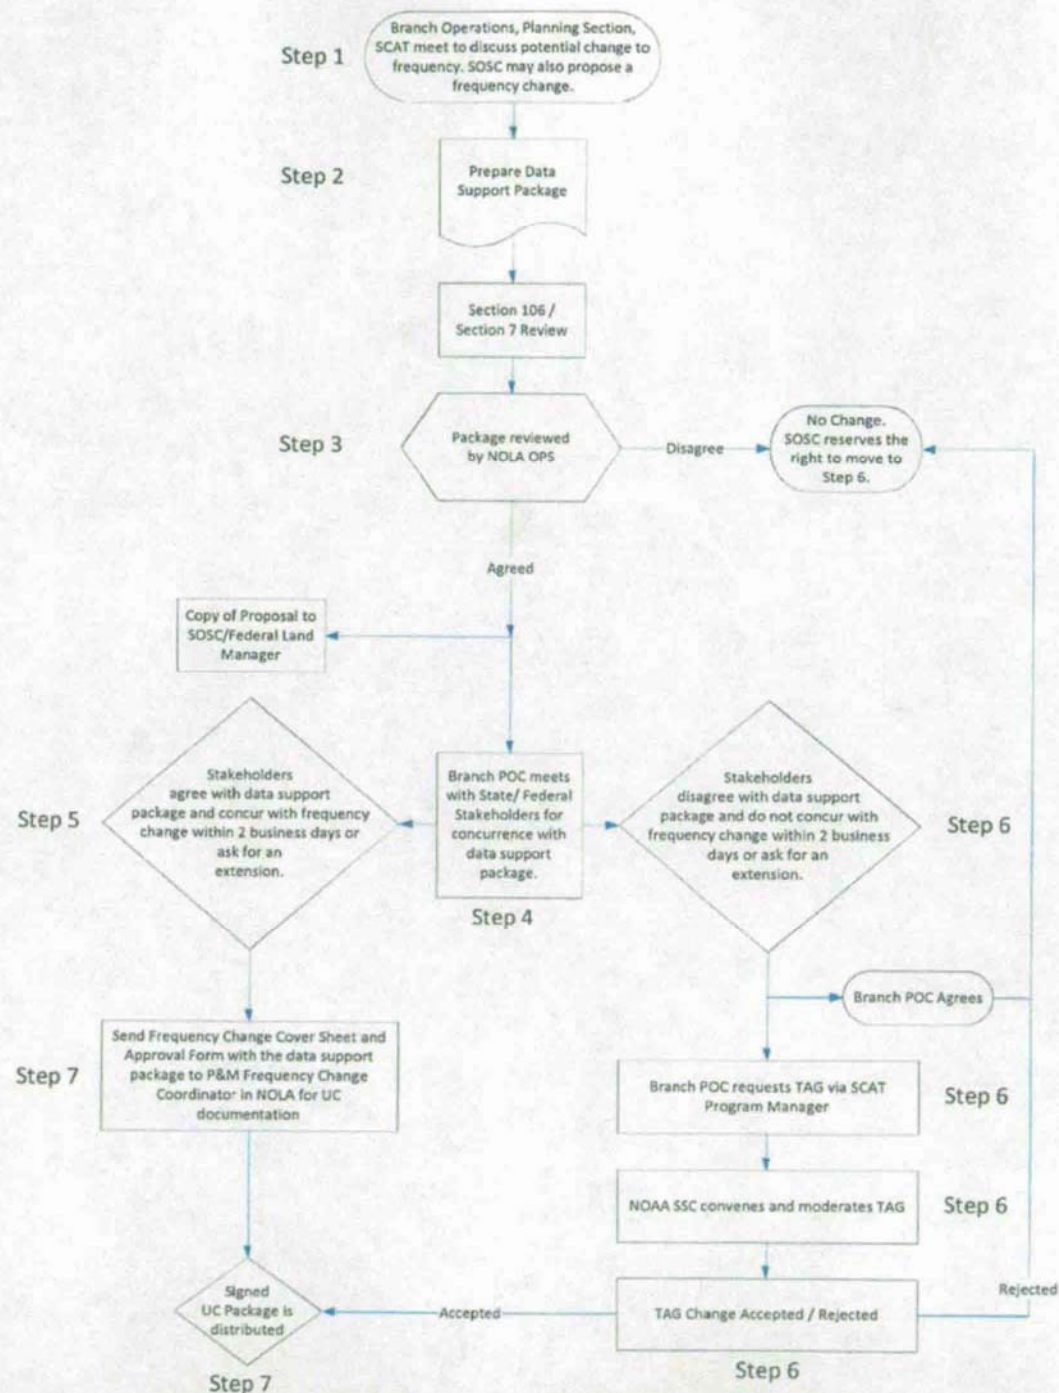 Step 1
Branch Operations, Planning Section,
SCAT meet to discuss potential change to
frequency. SOSC may also propose a
frequency change.
Step 2
Prepare Data
Support Package
Section 106 /
Section 7 Review
Step 3
Package reviewed
by NOLA OPS
Disagree
No Change.
SOSC reserves the
right to move to
Step 6.
Agreed
Copy of Proposal to
SOSC/Federal Land
Manager
Step 5
Stakeholders
agree with data support
package and concur with frequency
change within 2 business days or
ask for an
extension.
Branch POC meets
with State/ Federal
Stakeholders for
concurrence with
data support
package.
Step 4
Stakeholders
disagree with data support
package and do not concur with
frequency change within 2 business
days or ask for an
extension.
Step 6
Branch POC Agrees
Step 7
Send Frequency Change Cover Sheet and
Approval Form with the data support
package to P&M Frequency Change
Coordinator in NOLA for UC
documentation
Branch POC requests TAG via SCAT
Program Manager
Step 6
NOAA SSC convenes and moderates TAG
Step 6
Signed
UC Package is
distributed
Step 7
Accepted
TAG Change Accepted / Rejected
Rejected
Step 6